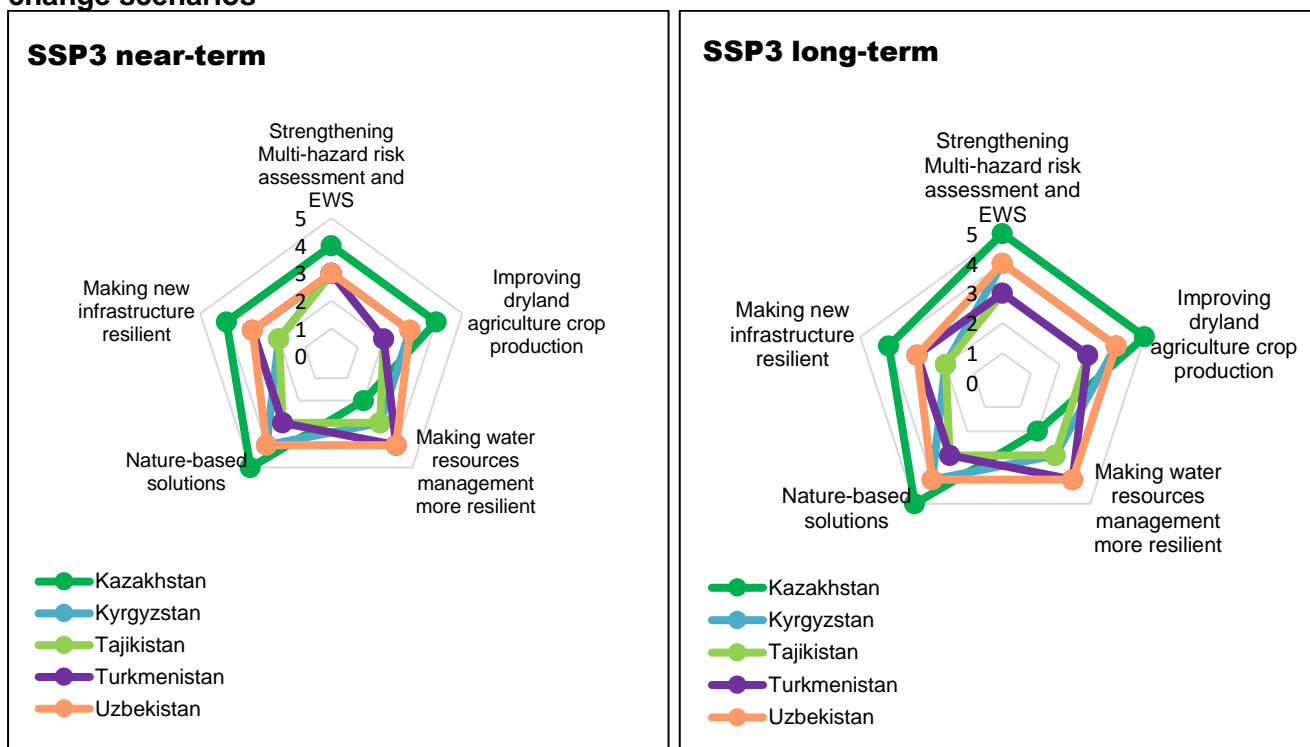 change scenarios
SSP3 near-term
Strengthening
Multi-hazard risk
assessment and
EWS
5
4
3
2
1
0
Improving
dryland
agriculture crop
production
Making water
resources
management
more resilient
Nature-based
solutions
Making new
infrastructure
resilient
Kazakhstan
Kyrgyzstan
Tajikistan
Turkmenistan
Uzbekistan
SSP3 long-term
Strengthening
Multi-hazard risk
assessment and
EWS
5
4
3
2
1
0
Improving
dryland
agriculture crop
production
Making water
resources
management
more resilient
Nature-based
solutions
Making new
infrastructure
resilient
Kazakhstan
Kyrgyzstan
Tajikistan
Turkmenistan
Uzbekistan